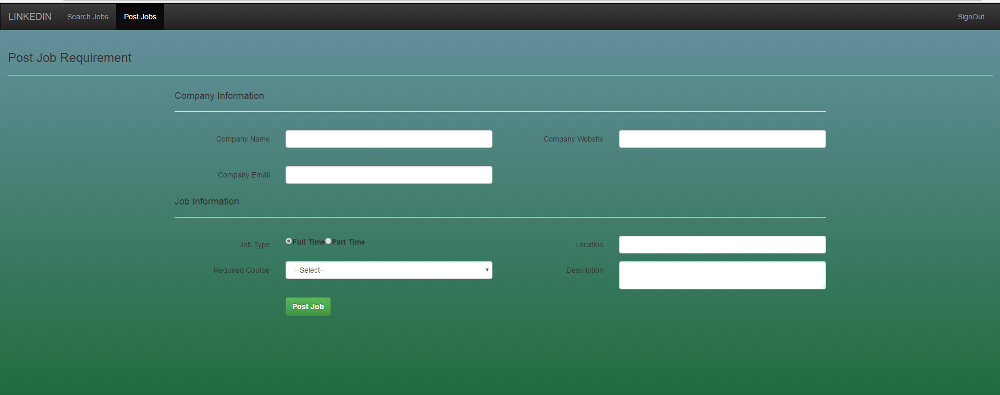 LINKEDIN Search Jobs Post Jobs SignOut
Post Job Requirement
Company Information
Company Name Company Website
Company Email
Job Information
Job Type Full Time Part Time Location
Required Course --Select-- Description
Post Job